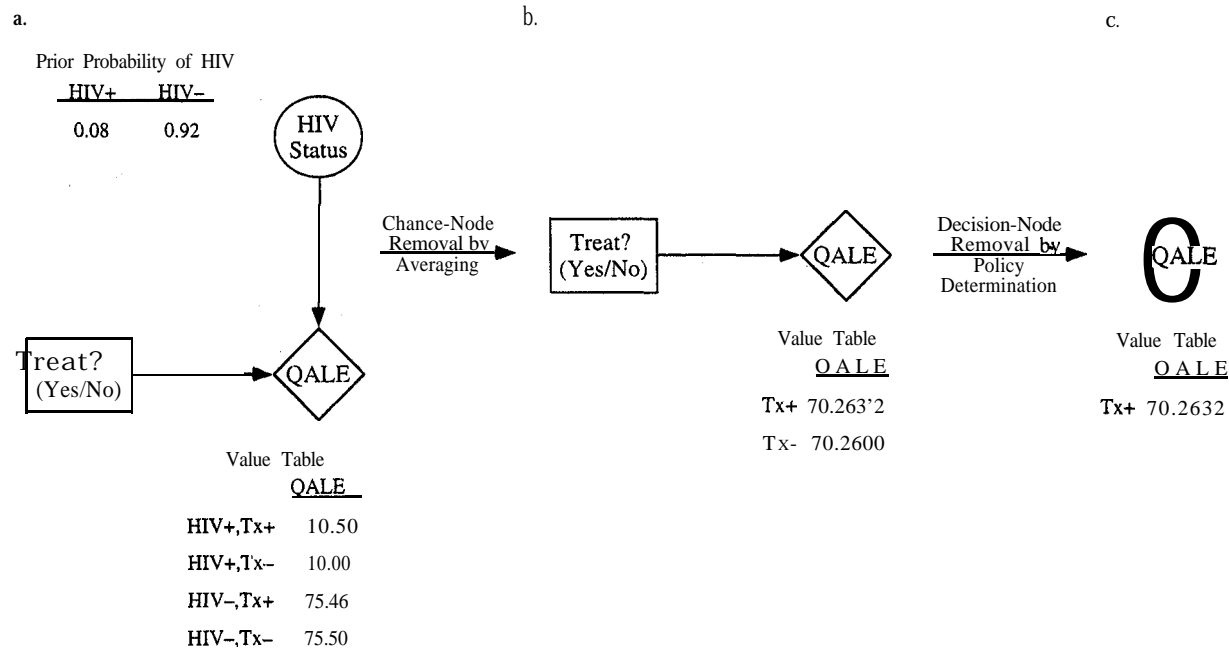 a.
Prior Probability of HIV
HIV+ HIV–
0.08 0.92
HIV
Status
Treat?
(Yes/No)
QALE
Value Table
QALE
HIV+,Tx+ 10.50
HIV+,Tx– 10.00
HIV–,Tx+ 75.46
HIV–,Tx– 75.50
Chance-Node
Removal by
Averaging
b.
Treat?
(Yes/No)
QALE
Value Table
OALE
Tx+ 70.263'2
Tx- 70.2600
Decision-Node
Removal by
Policy
Determination
c.
QALE
Value Table
OALE
Tx+ 70.2632